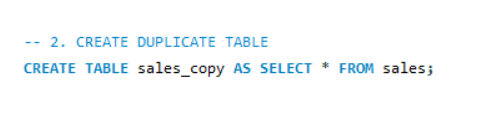 -- 2. CREATE DUPLICATE TABLE
CREATE TABLE sales_copy AS SELECT * FROM sales;